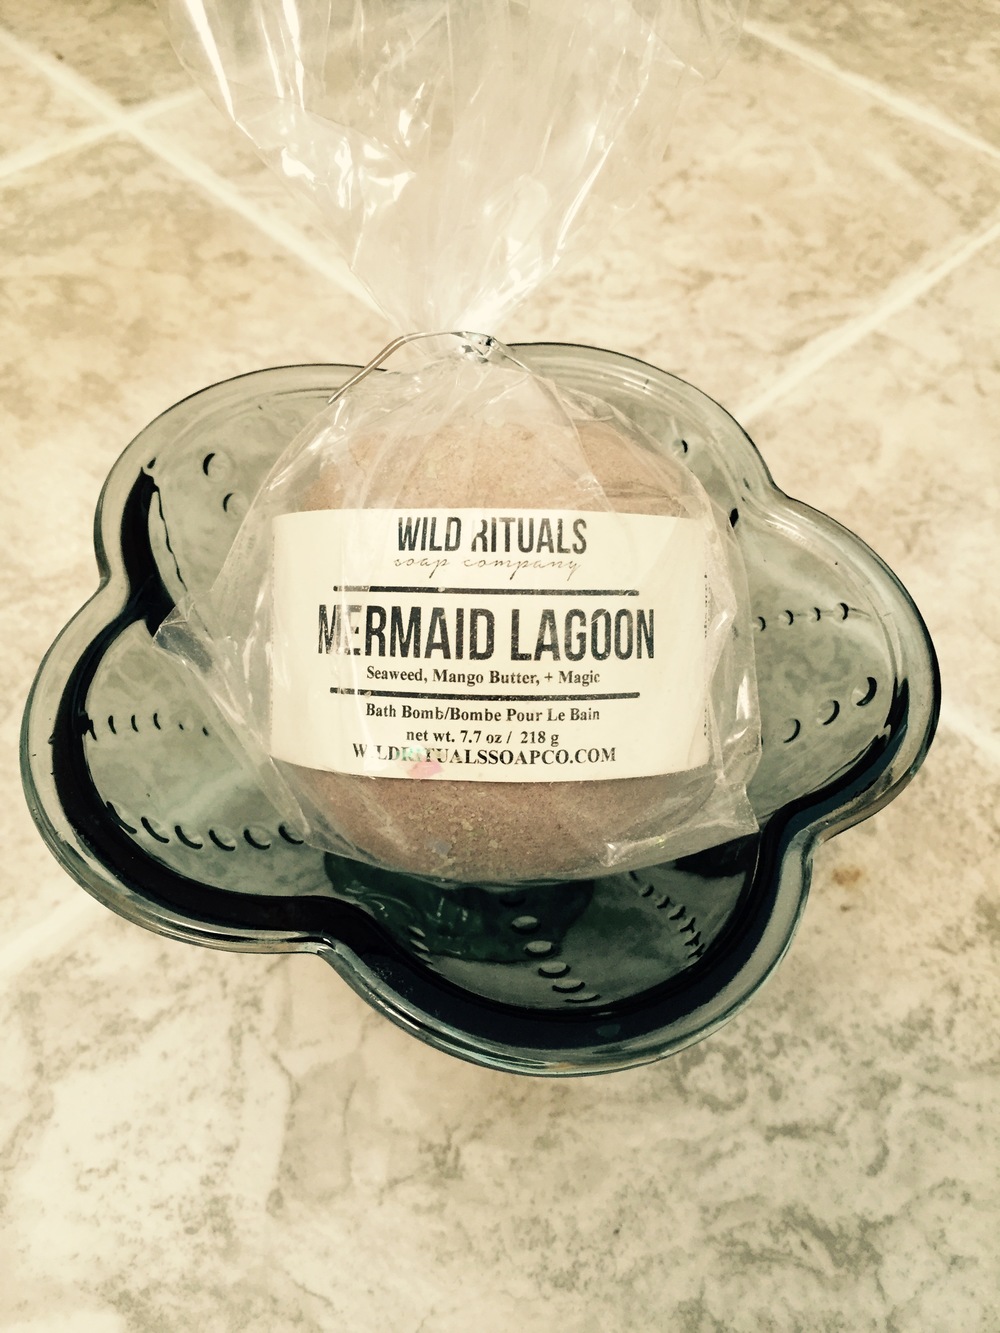 WILD RITUALS
soap company
MERMAID LAGOON
Seaweed, Mango Butter, + Magic
Bath Bomb/Bombe Pour Le Bain
net wt. 7.7 oz / 218 g
WILDRITUALSSOAPCO.COM